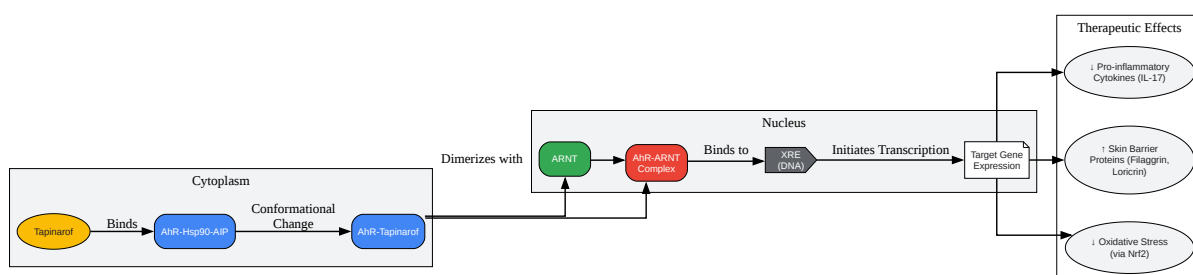 Cytoplasm
Tapinarof
Binds
AhR-Hsp90-AIP
Conformational
Change
AhR-Tapinarof
Dimerizes with
Nucleus
ARNT
AhR-ARNT
Complex
Binds to
XRE
(DNA)
Initiates Transcription
Target Gene
Expression
Therapeutic Effects
↓ Pro-inflammatory
Cytokines (IL-17)
↑ Skin Barrier
Proteins (Filaggrin,
Loricrin)
↓ Oxidative Stress
(via Nrf2)